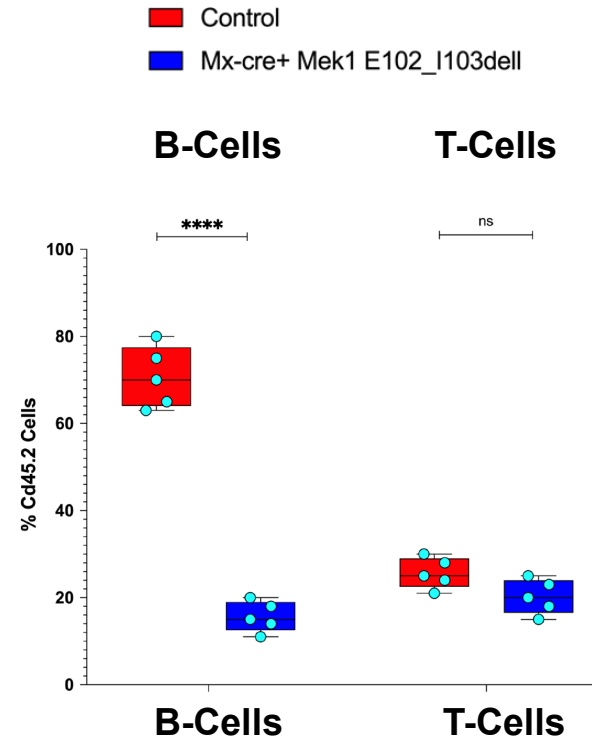 Control
Mx-cre+ Mek1 E102_I103dell
B-Cells
T-Cells
****
ns
100
80
60
40
20
0
% Cd45.2 Cells
B-Cells
T-Cells